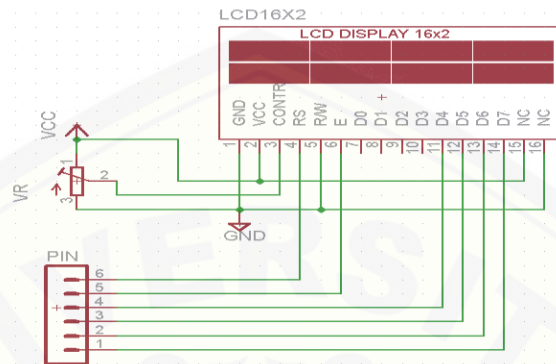 LCD16X2
LCD DISPLAY 16x2
GND VCC CONTR RS R/W E D0 D1 D2 D3 D4 D5 D6 D7 NC NC
1 2 3 4 5 6 7 8 9 10 11 12 13 14 15 16
VCC
1
2
3
VR
GND
PIN
6
5
4
3
2
1